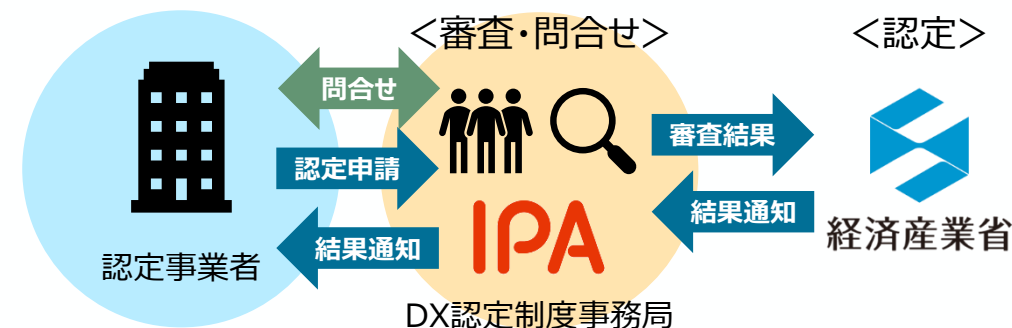 ＜審査・問合せ＞
＜認定＞
問合せ
認定申請
結果通知
審査結果
結果通知
認定事業者
IPA
DX認定制度事務局
経済産業省